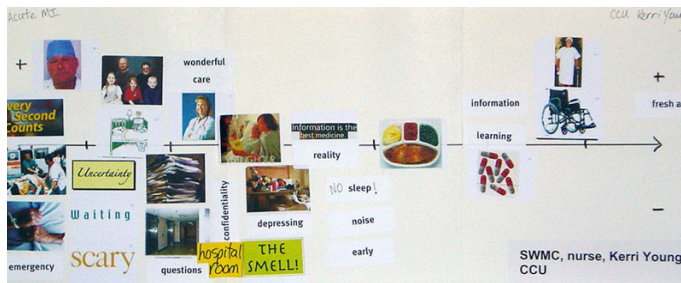 Acute MI
CCU Kerri Young
+
wonderful
care
+
very
Second
Counts
information
fresh a
information is the
best medicine.
learning
reality
Uncertainty
confidentiality
NO sleep!
Waiting
depressing
noise
−
scary
hospital
room
THE
SMELL!
early
emergency
questions
SWMC, nurse, Kerri Young
CCU